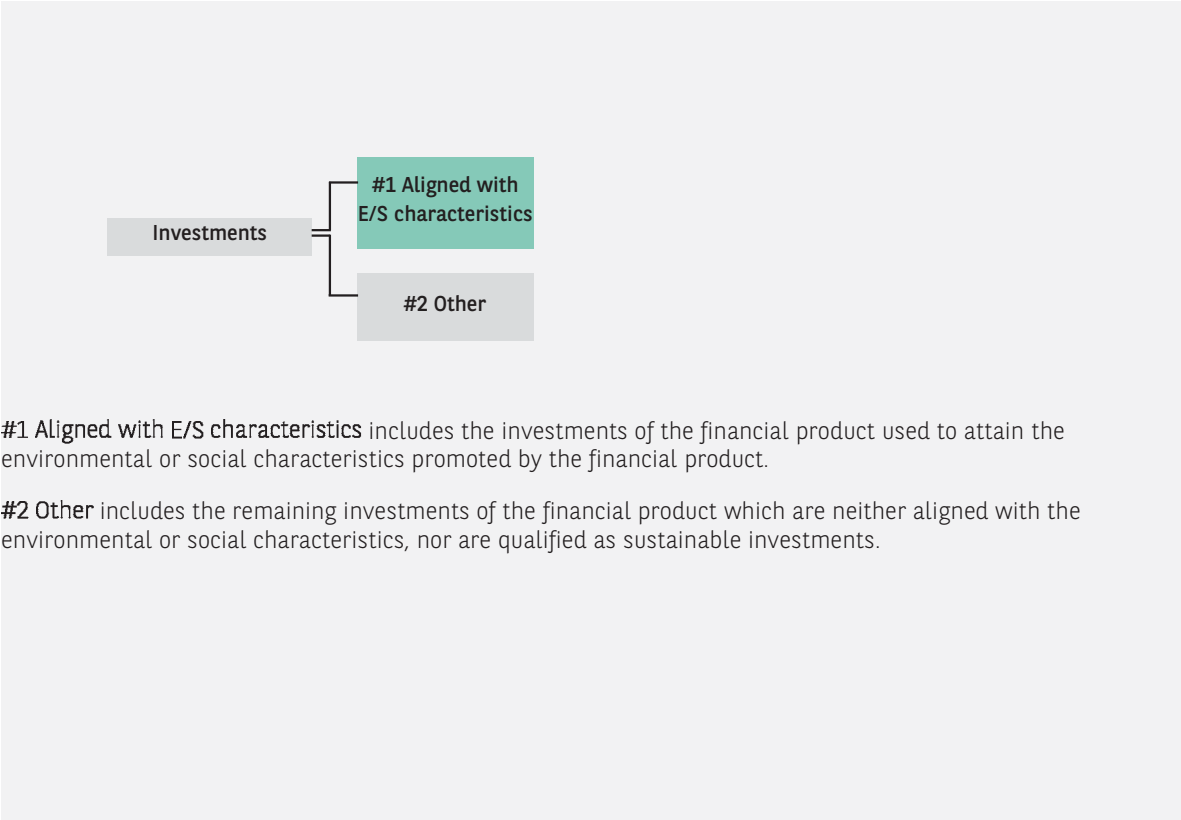 #1 Aligned with
E/S characteristics
Investments
#2 Other
#1 Aligned with E/S characteristics includes the investments of the financial product used to attain the
environmental or social characteristics promoted by the financial product.
#2 Other includes the remaining investments of the financial product which are neither aligned with the
environmental or social characteristics, nor are qualified as sustainable investments.